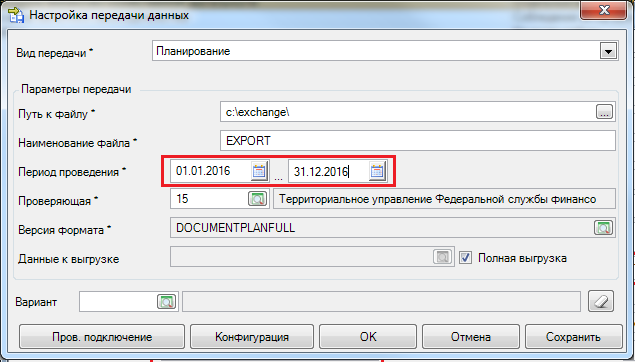 Настройка передачи данных
Вид передачи * Планирование
Параметры передачи
Путь к файлу * c:\exchange\ ...
Наименование файла * EXPORT
Период проведения * 01.01.2016 ... 31.12.2016
Проверяющая * 15 Территориальное управление Федеральной службы финансо
Версия формата * DOCUMENTPLANFULL
Данные к выгрузке Полная выгрузка
Вариант
Пров. подключение Конфигурация OK Отмена Сохранить